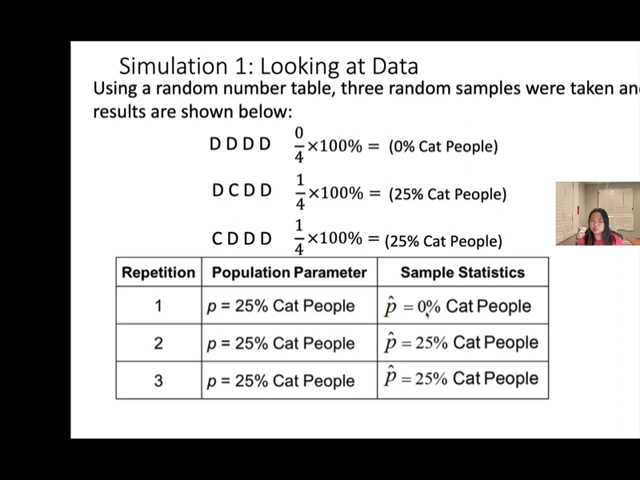 Simulation 1: Looking at Data
Using a random number table, three random samples were taken an
results are shown below:
D D D D 0/4 ×100% = (0% Cat People)
D C D D 1/4 ×100% = (25% Cat People)
C D D D 1/4 ×100% = (25% Cat People)
Repetition Population Parameter Sample Statistics
1 p = 25% Cat People p̂ = 0% Cat People
2 p = 25% Cat People p̂ = 25% Cat People
3 p = 25% Cat People p̂ = 25% Cat People